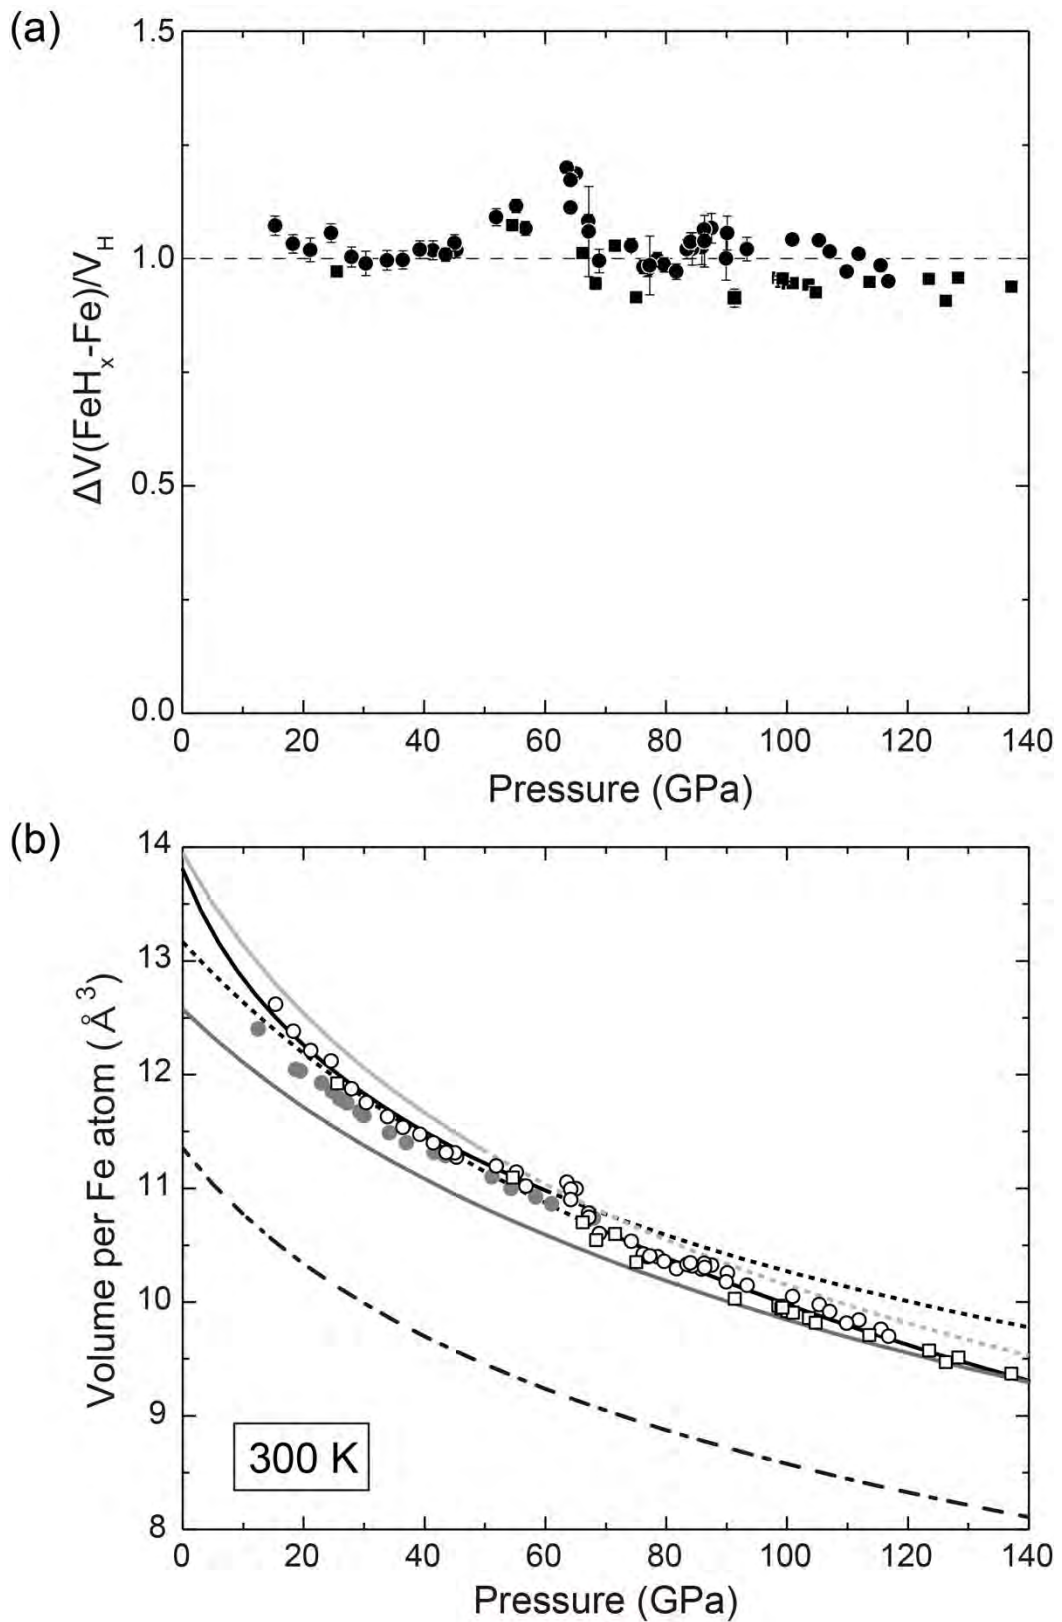 (a)
1.5
1.0
0.5
0.0
ΔV(FeHₓ-Fe)/V_H
0 20 40 60 80 100 120 140
Pressure (GPa)
(b)
14
13
12
11
10
9
8
Volume per Fe atom (Å³)
300 K
0 20 40 60 80 100 120 140
Pressure (GPa)